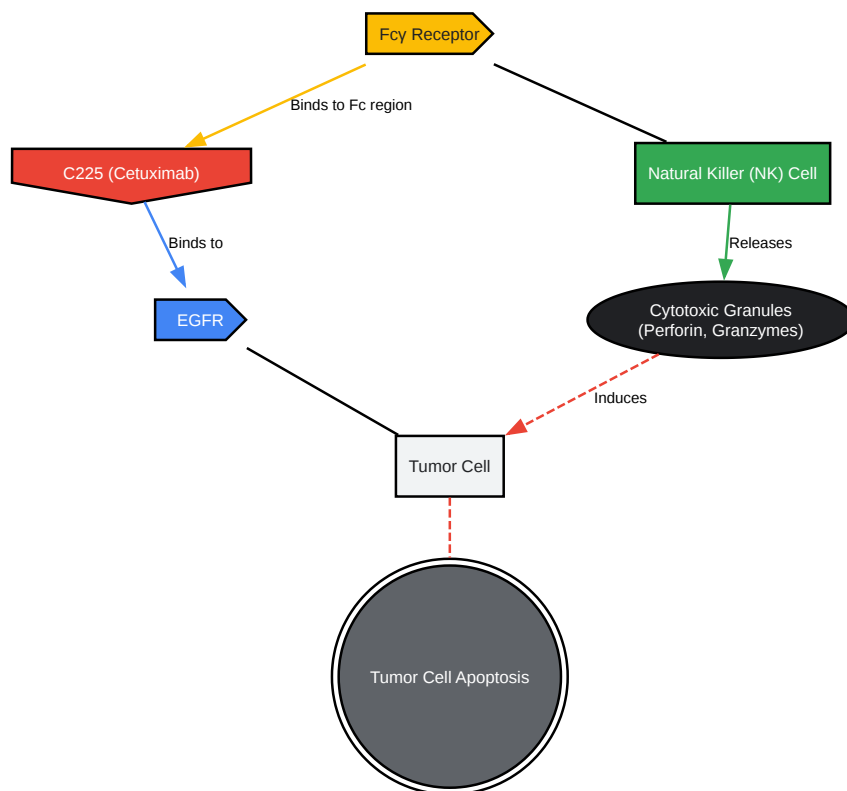 Fcγ Receptor
Binds to Fc region
C225 (Cetuximab)
Natural Killer (NK) Cell
Binds to
Releases
EGFR
Cytotoxic Granules
(Perforin, Granzymes)
Induces
Tumor Cell
Tumor Cell Apoptosis